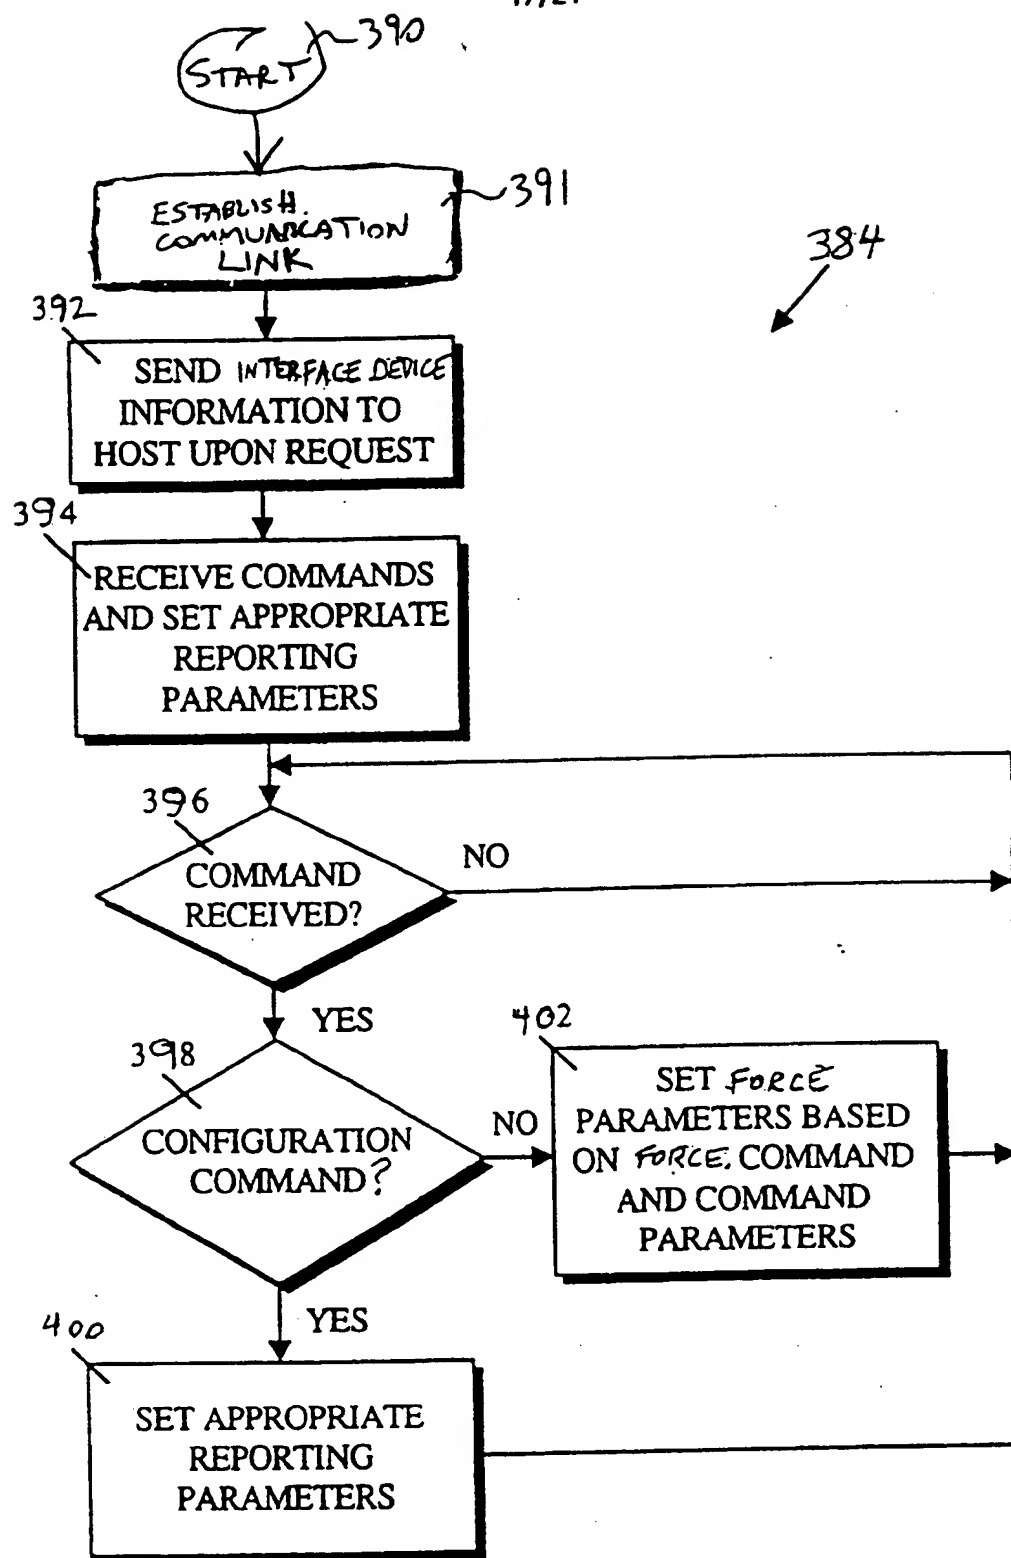 390
START
391
ESTABLISH
COMMUNICATION
LINK
384
392
SEND INTERFACE DEVICE
INFORMATION TO
HOST UPON REQUEST
394
RECEIVE COMMANDS
AND SET APPROPRIATE
REPORTING
PARAMETERS
396
COMMAND
RECEIVED?
NO
YES
398
CONFIGURATION
COMMAND?
NO
402
SET FORCE
PARAMETERS BASED
ON FORCE COMMAND
AND COMMAND
PARAMETERS
YES
400
SET APPROPRIATE
REPORTING
PARAMETERS